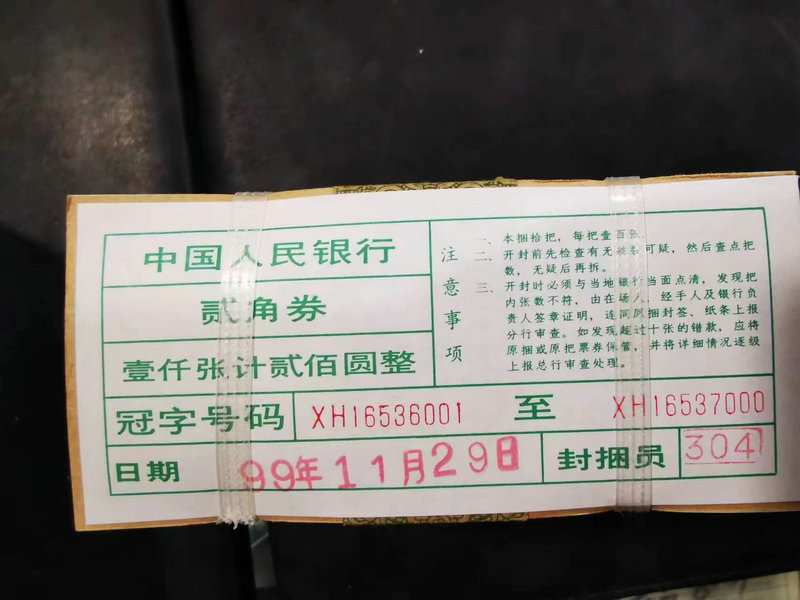 中国人民银行
贰角券
壹仟张计贰佰圆整
注意事项
一、本捆拾把，每把壹百张。
二、开封前先检查有无破裂可疑，然后查点把
数，无疑后再拆。
三、开封时必须与当地银行当面点清，发现把
内张数不符，由在场人、经手人及银行负
责人签章证明，连同原捆封签、纸条上报
分行审查。如发现超过十张的错款，应将
原捆或原把票券保管，并将详细情况逐级
上报总行审查处理。
冠字号码 XH16536001 至 XH16537000
日期 99年11月29日 封捆员 304